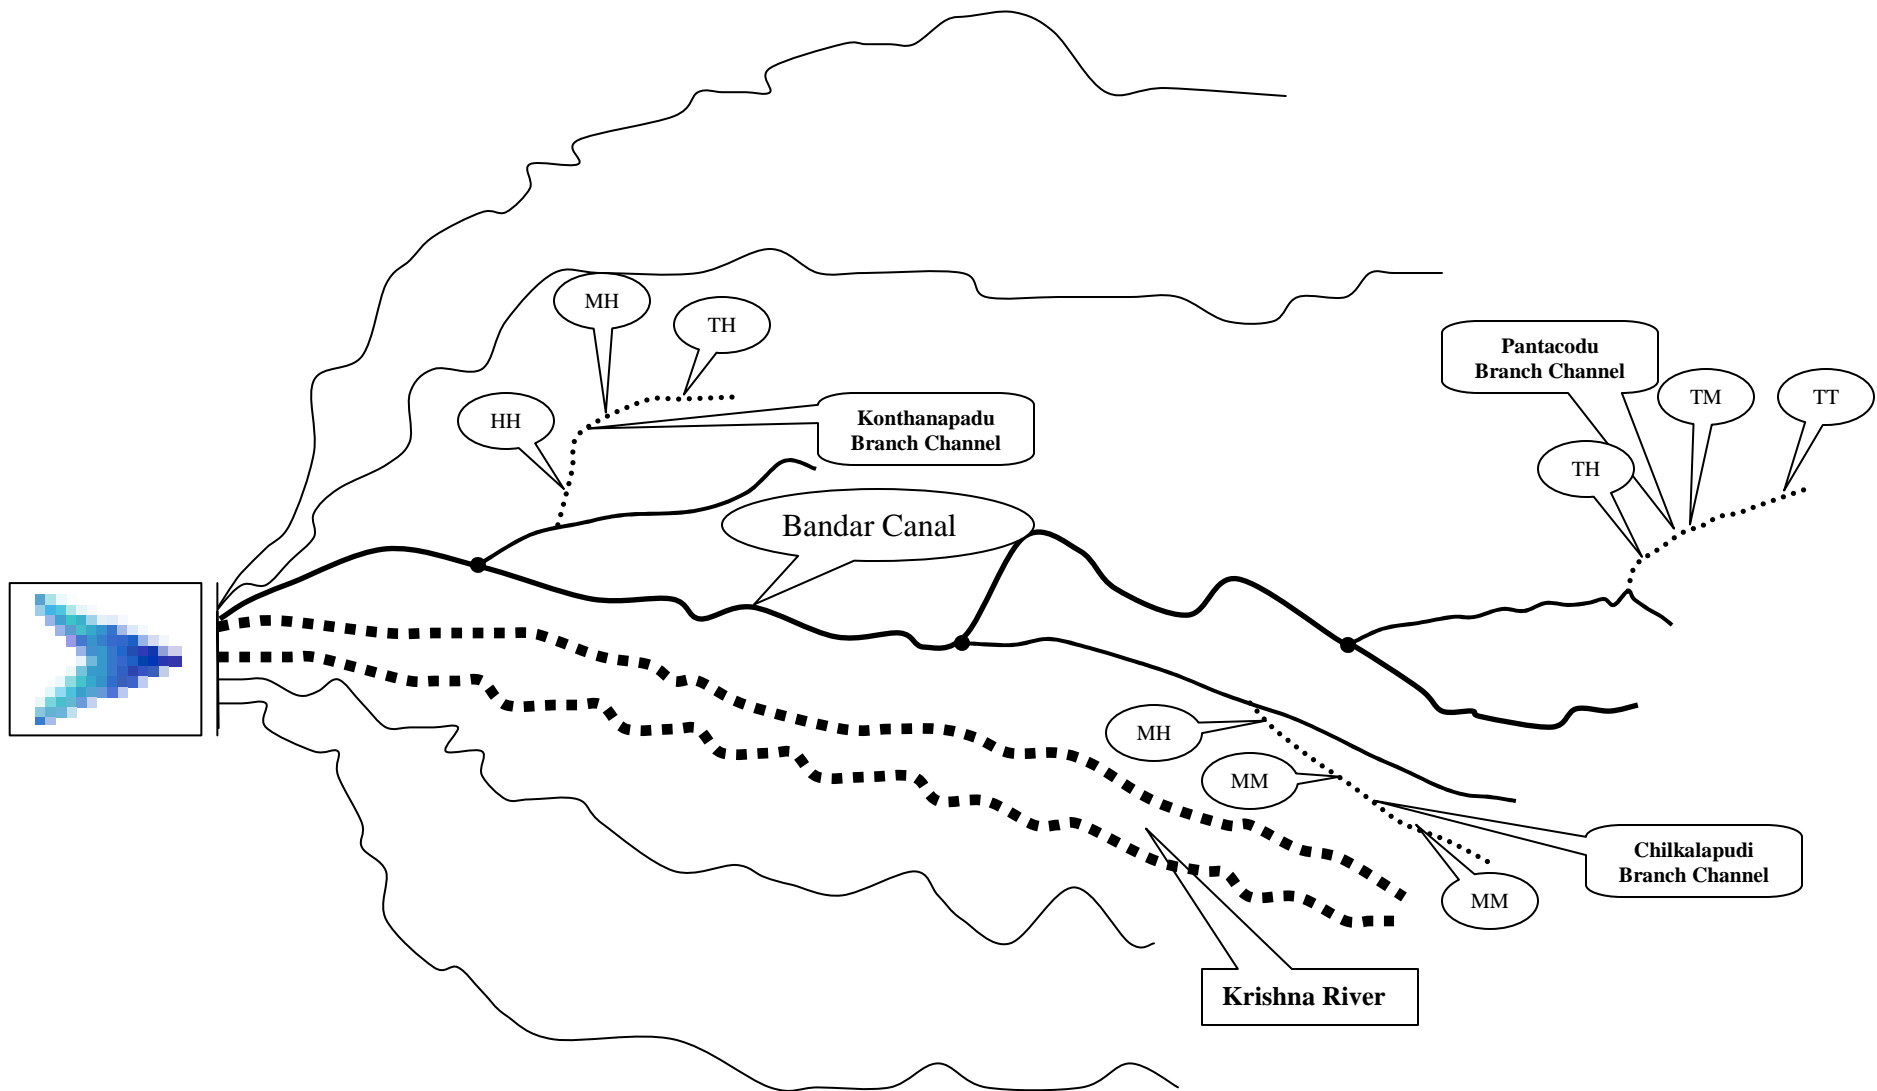 MH
TH
HH
Konthanapadu
Branch Channel
Pantacodu
Branch Channel
TM
TT
TH
Bandar Canal
MH
MM
Chilkalapudi
Branch Channel
MM
Krishna River